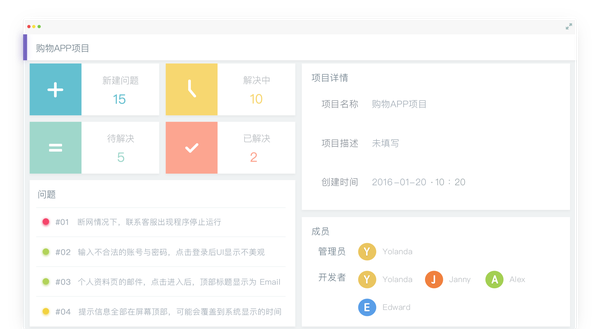 购物APP项目
新建问题
15
解决中
10
待解决
5
已解决
2
问题
#01 断网情况下，联系客服出现程序停止运行
#02 输入不合法的账号与密码，点击登录后UI显示不美观
#03 个人资料页的邮件，点击进入后，顶部标题显示为 Email
#04 提示信息全部在屏幕顶部，可能会覆盖到系统显示的时间
项目详情
项目名称 购物APP项目
项目描述 未填写
创建时间 2016-01-20 · 10 : 20
成员
管理员 Y Yolanda
开发者 Y Yolanda J Janny A Alex
E Edward